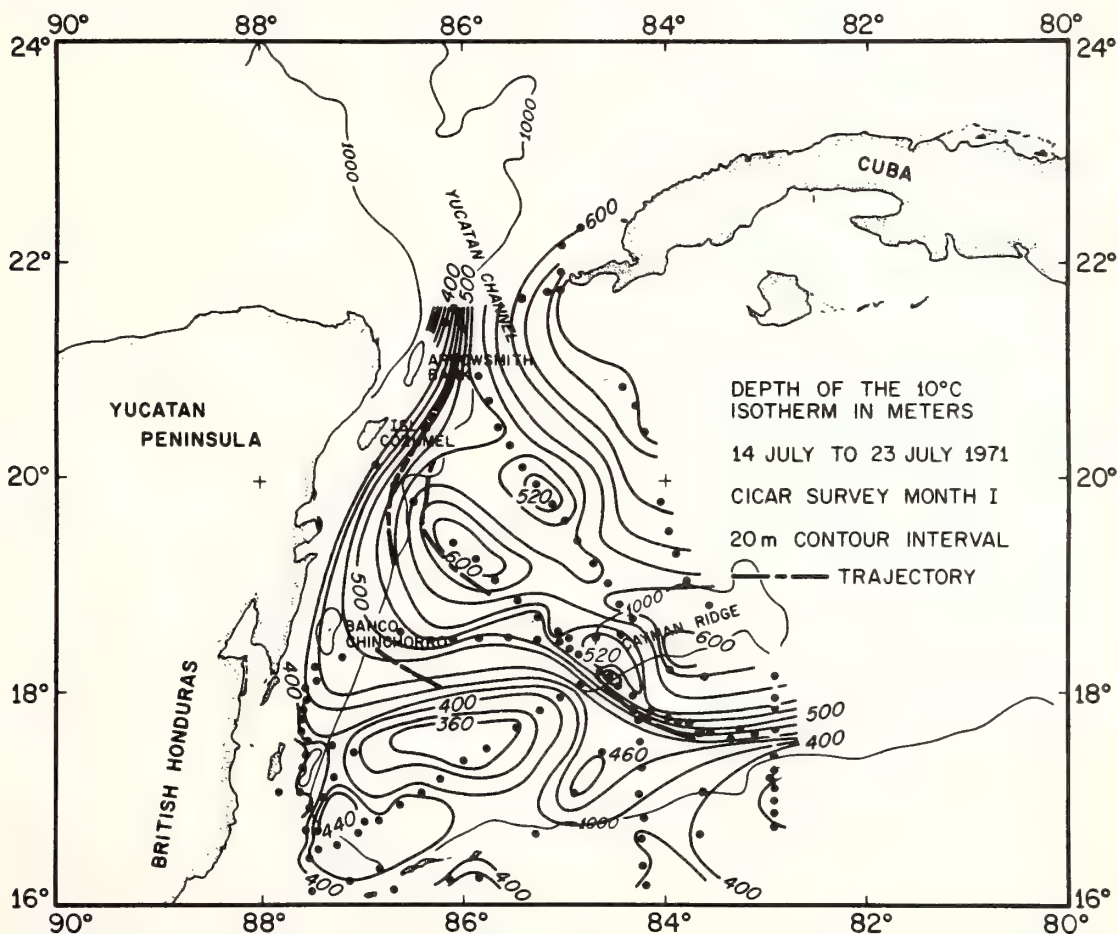 90° 88° 86° 84° 82° 80°
24° 24°
1000
1000
CUBA
YUCATAN CHANNEL
600
22° 22°
400 500
ARROWSMITH
BANK
DEPTH OF THE 10°C
ISOTHERM IN METERS
YUCATAN
PENINSULA
ISL
COZUMEL
14 JULY TO 23 JULY 1971
20° 20°
520
CICAR SURVEY MONTH I
20 m CONTOUR INTERVAL
600
TRAJECTORY
500
1000
BANCO
CHINCHORRO
CAYMAN RIDGE
600
520
400
18° 18°
400
500
360
400
460
BRITISH HONDURAS
1000
440
400
400
400
16° 16°
90° 88° 86° 84° 82° 80°